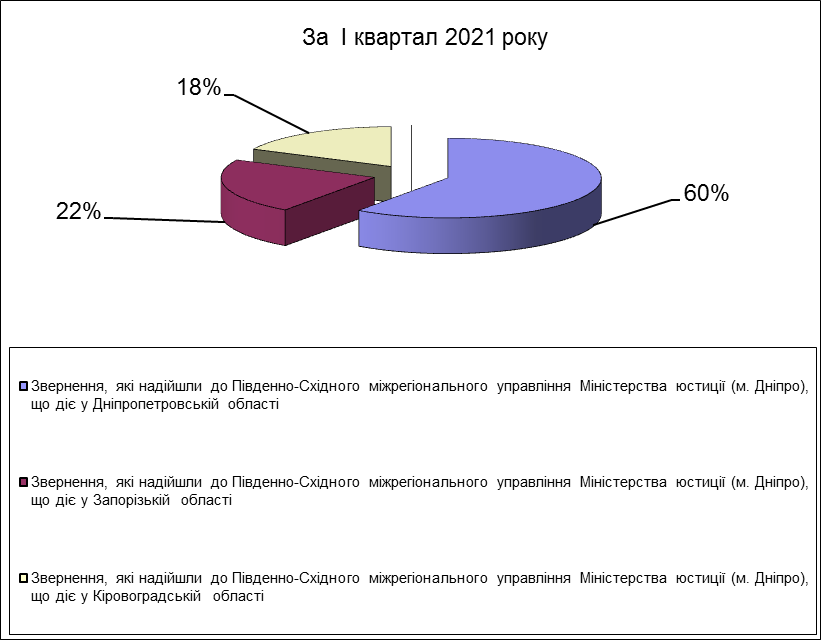 За І квартал 2021 року
18%
22%
60%
Звернення, які надійшли до Південно-Східного міжрегіонального управління Міністерства юстиції (м. Дніпро),
що діє у Дніпропетровській області
Звернення, які надійшли до Південно-Східного міжрегіонального управління Міністерства юстиції (м. Дніпро),
що діє у Запорізькій області
Звернення, які надійшли до Південно-Східного міжрегіонального управління Міністерства юстиції (м. Дніпро),
що діє у Кіровоградській області